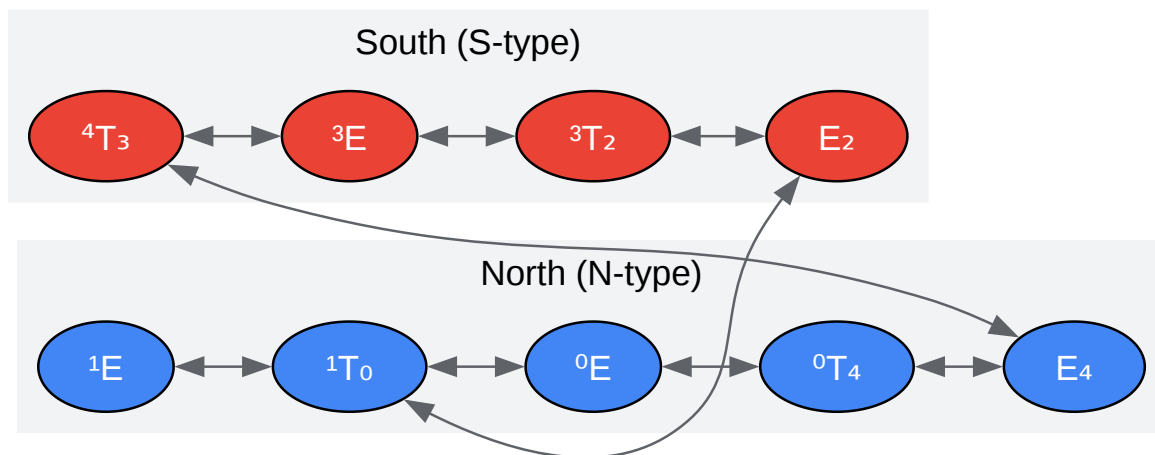 South (S-type)
⁴T₃ ³E ³T₂ E₂
North (N-type)
¹E ¹T₀ ⁰E ⁰T₄ E₄